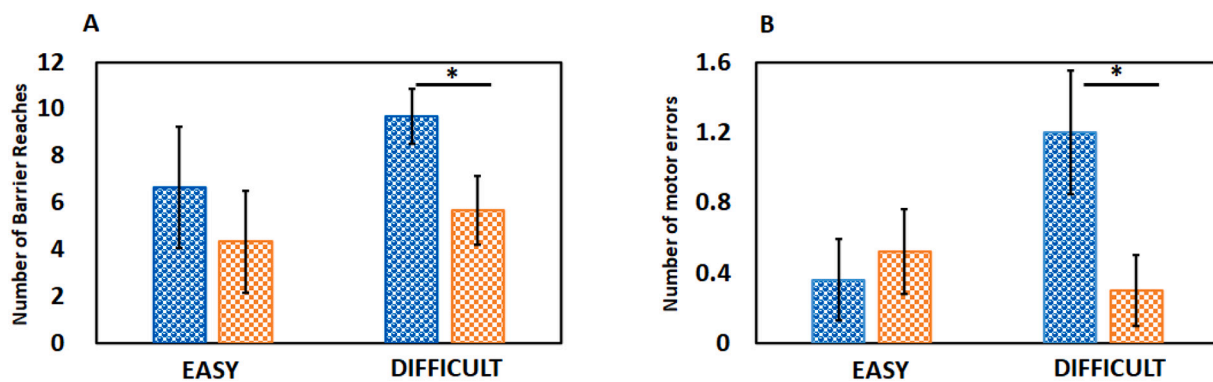 A
Number of Barrier Reaches
12
10
8
6
4
2
0
*
EASY
DIFFICULT
B
Number of motor errors
1.6
1.2
0.8
0.4
0
*
EASY
DIFFICULT